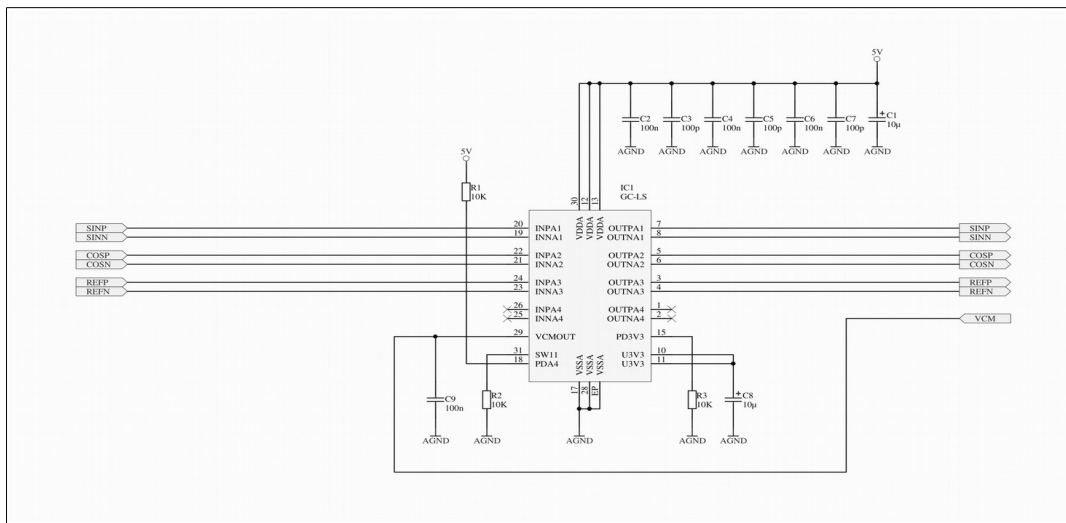 5V
C2
100n
C3
100p
C4
100n
C5
100p
C6
100n
C7
100p
+
C1
10μ
AGND
AGND
AGND
AGND
AGND
AGND
AGND
5V
R1
10K
IC1
GC-LS
30
12
13
VDDA
VDDA
VDDA
SINP
20
INPA1
OUTPA1
7
SINP
SINN
19
INNA1
OUTNA1
8
SINN
COSP
22
INPA2
OUTPA2
5
COSP
COSN
21
INNA2
OUTNA2
6
COSN
REFP
24
INPA3
OUTPA3
3
REFP
REFN
23
INNA3
OUTNA3
4
REFN
26
INPA4
OUTPA4
1
25
INNA4
OUTNA4
2
VCM
29
VCMOUT
PD3V3
15
31
SW11
U3V3
10
18
PDA4
U3V3
11
VSSA
VSSA
VSSA
17
28
EP
C9
100n
R2
10K
R3
10K
+
C8
10μ
AGND
AGND
AGND
AGND
AGND